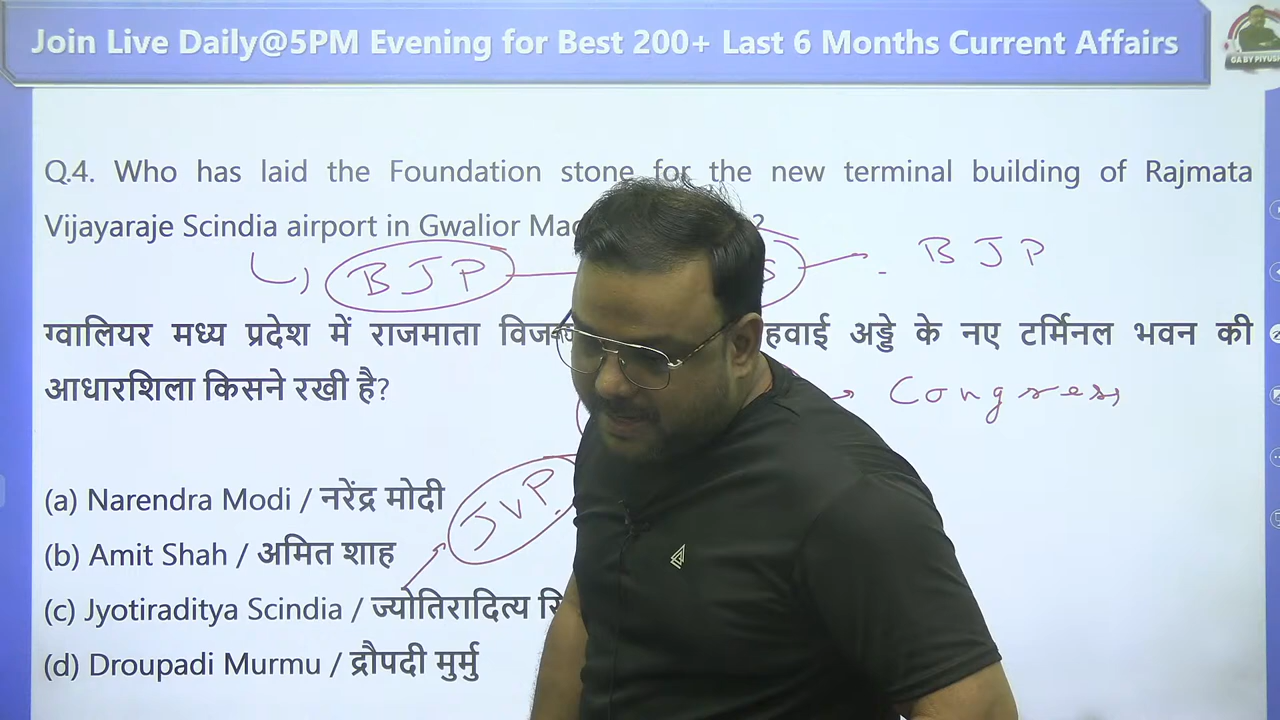 Join Live Daily@5PM Evening for Best 200+ Last 6 Months Current Affairs
GA BY PIYUSH
Q.4. Who has laid the Foundation stone for the new terminal building of Rajmata
Vijayaraje Scindia airport in Gwalior ?
BJP BJP
ग्वालियर मध्य प्रदेश में राजमाता हवाई अड्डे के नए टर्मिनल भवन की
आधारशिला किसने रखी है?
Congress
(a) Narendra Modi / नरेंद्र मोदी
JVP
(b) Amit Shah / अमित शाह
(c) Jyotiraditya Scindia / ज्योतिरादित्य
(d) Droupadi Murmu / द्रौपदी मुर्मु